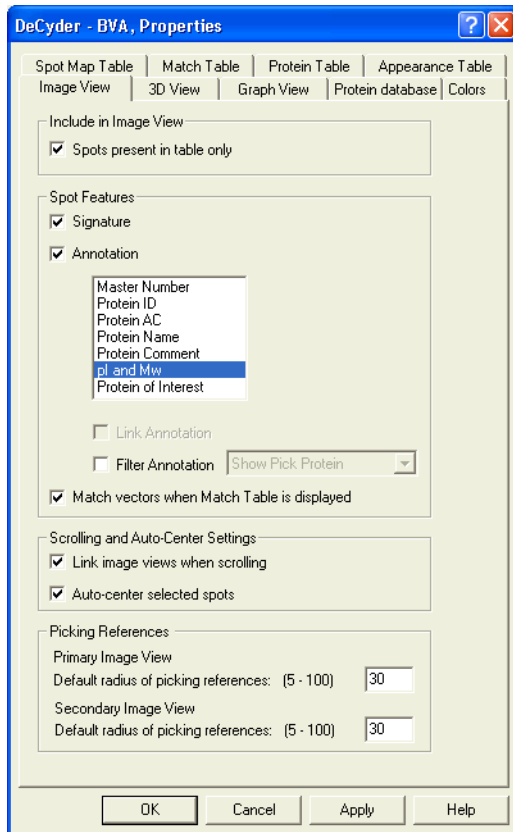 DeCyder - BVA, Properties
Spot Map Table Match Table Protein Table Appearance Table
Image View 3D View Graph View Protein database Colors
Include in Image View
Spots present in table only
Spot Features
Signature
Annotation
Master Number
Protein ID
Protein AC
Protein Name
Protein Comment
pI and Mw
Protein of Interest
Link Annotation
Filter Annotation Show Pick Protein
Match vectors when Match Table is displayed
Scrolling and Auto-Center Settings
Link image views when scrolling
Auto-center selected spots
Picking References
Primary Image View
Default radius of picking references: (5 - 100) 30
Secondary Image View
Default radius of picking references: (5 - 100) 30
OK Cancel Apply Help